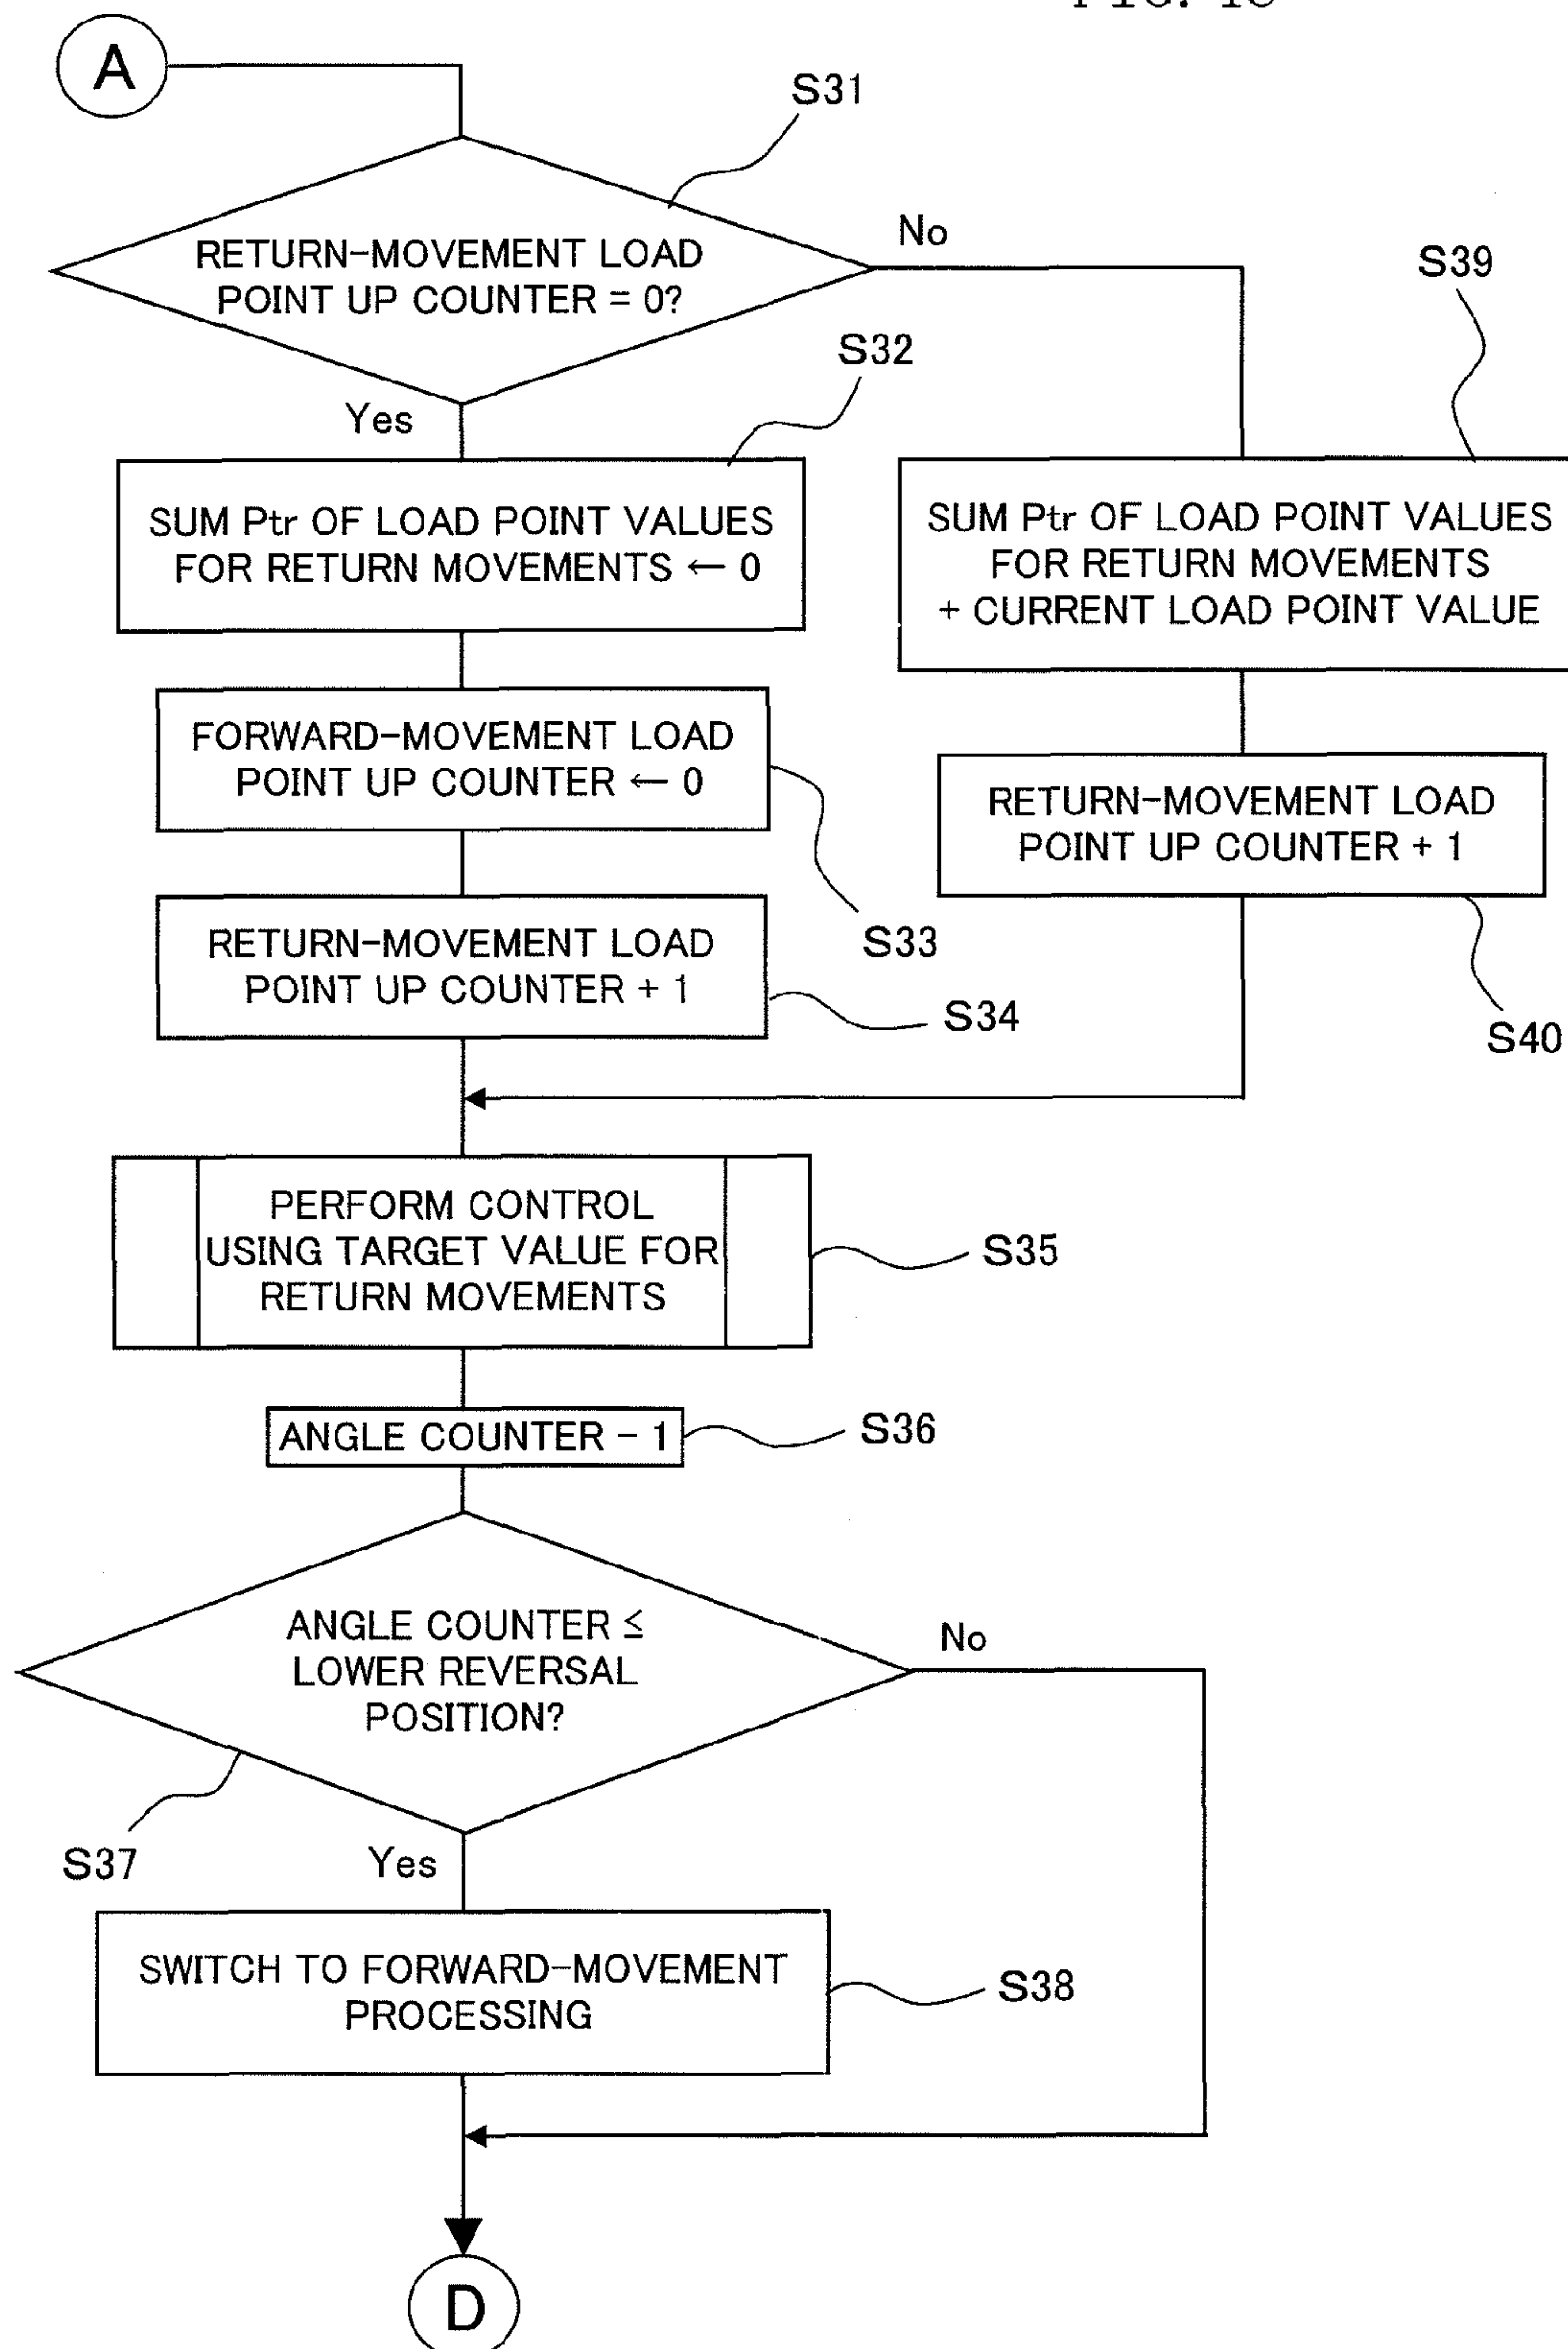 A
S31
RETURN-MOVEMENT LOAD
POINT UP COUNTER = 0?
No
Yes
S32
SUM Ptr OF LOAD POINT VALUES
FOR RETURN MOVEMENTS ← 0
S39
SUM Ptr OF LOAD POINT VALUES
FOR RETURN MOVEMENTS
+ CURRENT LOAD POINT VALUE
FORWARD-MOVEMENT LOAD
POINT UP COUNTER ← 0
S33
RETURN-MOVEMENT LOAD
POINT UP COUNTER + 1
S40
RETURN-MOVEMENT LOAD
POINT UP COUNTER + 1
S34
PERFORM CONTROL
USING TARGET VALUE FOR
RETURN MOVEMENTS
S35
ANGLE COUNTER − 1
S36
ANGLE COUNTER ≤
LOWER REVERSAL
POSITION?
No
S37
Yes
SWITCH TO FORWARD-MOVEMENT
PROCESSING
S38
D